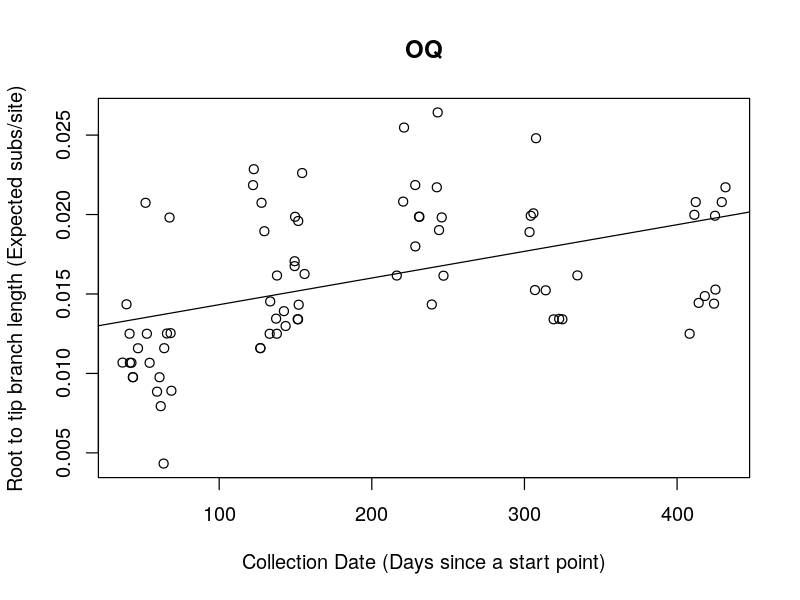 OQ
Root to tip branch length (Expected subs/site)
0.025
0.020
0.015
0.010
0.005
100 200 300 400
Collection Date (Days since a start point)